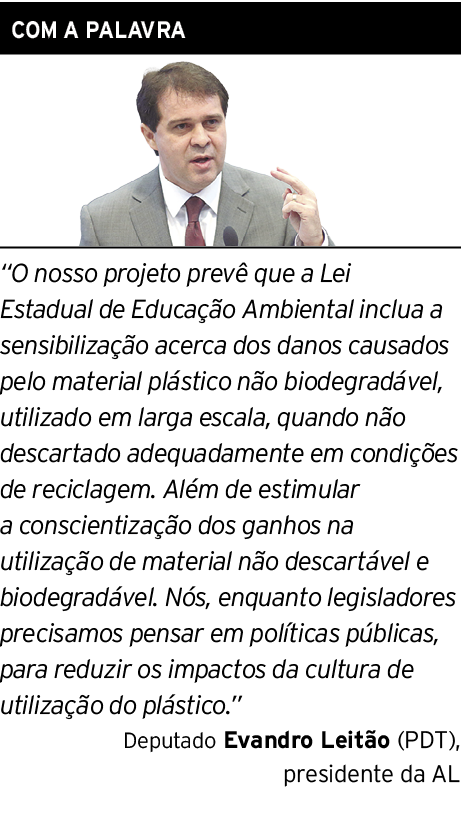 COM A PALAVRA
“O nosso projeto prevê que a Lei
Estadual de Educação Ambiental inclua a
sensibilização acerca dos danos causados
pelo material plástico não biodegradável,
utilizado em larga escala, quando não
descartado adequadamente em condições
de reciclagem. Além de estimular
a conscientização dos ganhos na
utilização de material não descartável e
biodegradável. Nós, enquanto legisladores
precisamos pensar em políticas públicas,
para reduzir os impactos da cultura de
utilização do plástico.”
Deputado Evandro Leitão (PDT),
presidente da AL